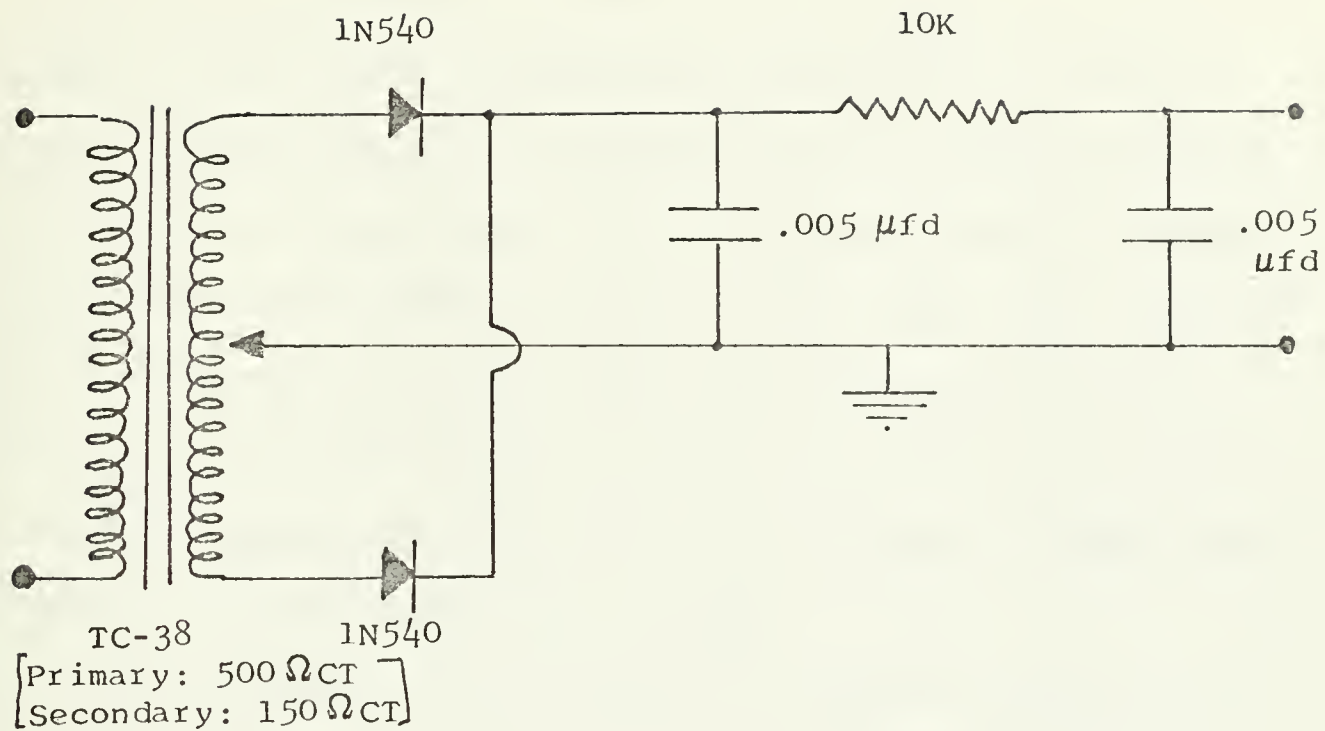 1N540
10K
.005 μfd
.005
μfd
TC-38
1N540
[Primary: 500 Ω CT]
[Secondary: 150 Ω CT]